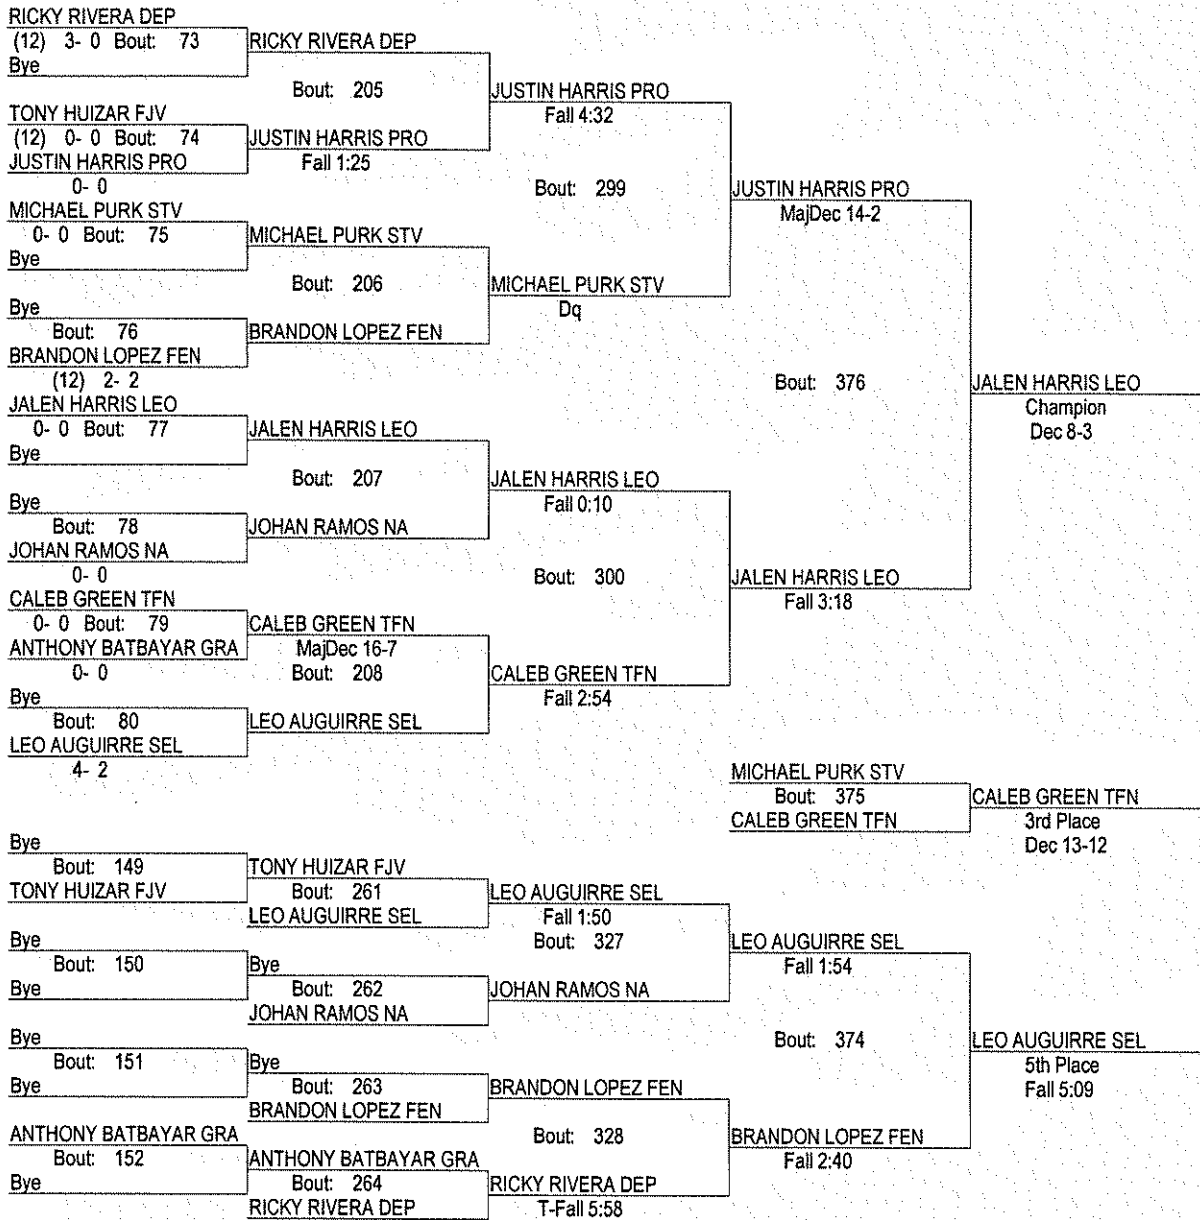 RICKY RIVERA DEP
(12) 3- 0 Bout: 73
Bye
RICKY RIVERA DEP
Bout: 205
TONY HUIZAR FJV
(12) 0- 0 Bout: 74
JUSTIN HARRIS PRO
0- 0
JUSTIN HARRIS PRO
Fall 1:25
JUSTIN HARRIS PRO
Fall 4:32
Bout: 299
MICHAEL PURK STV
0- 0 Bout: 75
Bye
MICHAEL PURK STV
Bout: 206
Bye
Bout: 76
BRANDON LOPEZ FEN
(12) 2- 2
BRANDON LOPEZ FEN
MICHAEL PURK STV
Dq
JUSTIN HARRIS PRO
MajDec 14-2
Bout: 376
JALEN HARRIS LEO
0- 0 Bout: 77
Bye
JALEN HARRIS LEO
Bout: 207
Bye
Bout: 78
JOHAN RAMOS NA
0- 0
JOHAN RAMOS NA
JALEN HARRIS LEO
Fall 0:10
Bout: 300
CALEB GREEN TFN
0- 0 Bout: 79
ANTHONY BATBAYAR GRA
0- 0
CALEB GREEN TFN
MajDec 16-7
Bout: 208
Bye
Bout: 80
LEO AUGUIRRE SEL
4- 2
LEO AUGUIRRE SEL
CALEB GREEN TFN
Fall 2:54
JALEN HARRIS LEO
Fall 3:18
JALEN HARRIS LEO
Champion
Dec 8-3
MICHAEL PURK STV
Bout: 375
CALEB GREEN TFN
CALEB GREEN TFN
3rd Place
Dec 13-12
Bye
Bout: 149
TONY HUIZAR FJV
TONY HUIZAR FJV
Bout: 261
LEO AUGUIRRE SEL
LEO AUGUIRRE SEL
Fall 1:50
Bout: 327
Bye
Bout: 150
Bye
Bye
Bout: 262
JOHAN RAMOS NA
JOHAN RAMOS NA
LEO AUGUIRRE SEL
Fall 1:54
Bout: 374
Bye
Bout: 151
Bye
Bye
Bout: 263
BRANDON LOPEZ FEN
BRANDON LOPEZ FEN
Bout: 328
ANTHONY BATBAYAR GRA
Bout: 152
Bye
ANTHONY BATBAYAR GRA
Bout: 264
RICKY RIVERA DEP
RICKY RIVERA DEP
T-Fall 5:58
BRANDON LOPEZ FEN
Fall 2:40
LEO AUGUIRRE SEL
5th Place
Fall 5:09